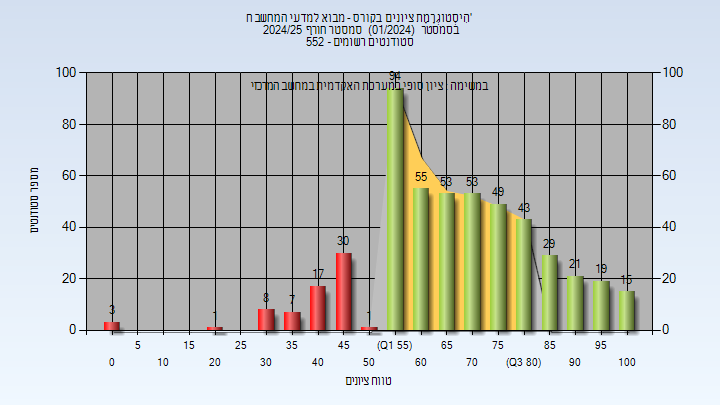 היסטוגרמת ציונים בקורס - מבוא למדעי המחשב ח'
בסמסטר (01/2024) סמסטר חורף 2024/25
552 - סטודנטים רשומים
במשימה : ציון סופי במערכת האקדמית במחשב המרכזי
מספר סטודנטים
100 100
80 80
60 60
40 40
20 20
0 0
3 1 8 7 17 30 1 94 55 53 53 49 43 29 21 19 15
5 15 25 35 45 (Q1 55) 65 75 85 95
0 10 20 30 40 50 60 70 (Q3 80) 90 100
טווח ציונים